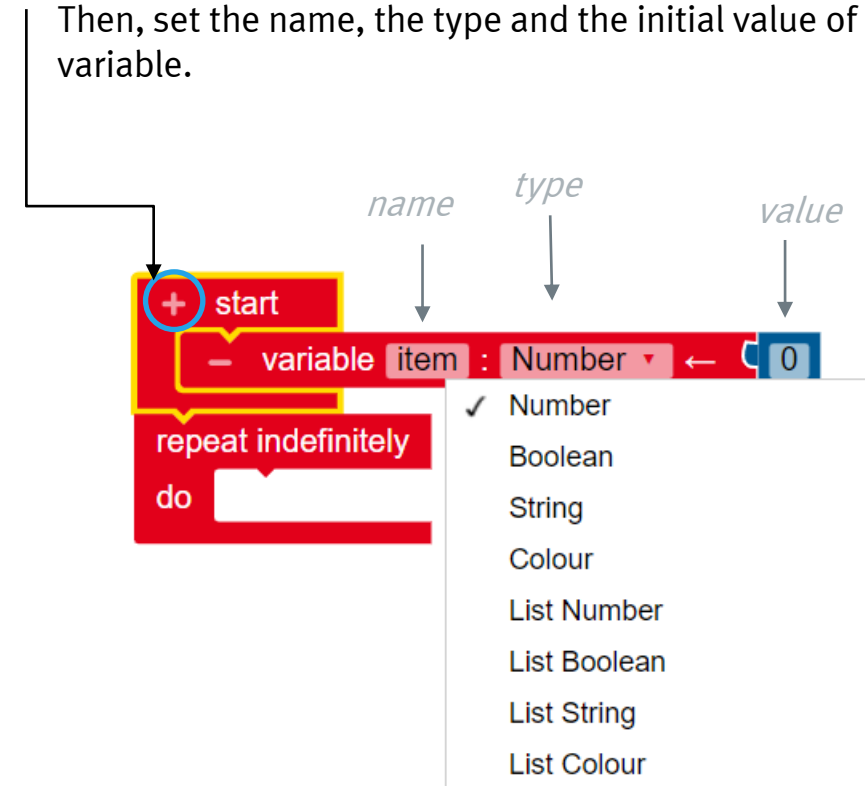 Then, set the name, the type and the initial value of
variable.
name
type
value
+ start
– variable item : Number ▾ ← 0
repeat indefinitely
do
✓ Number
Boolean
String
Colour
List Number
List Boolean
List String
List Colour